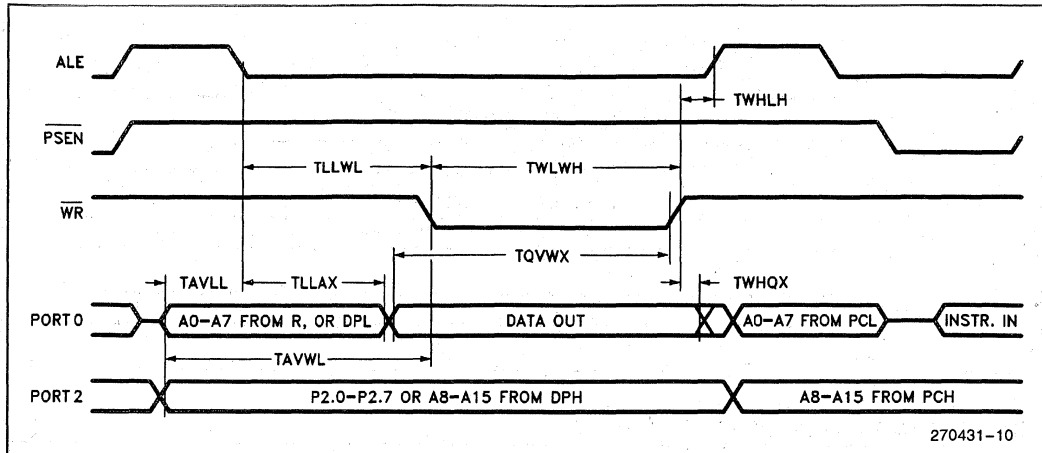 ALE
TWHLH
PSEN
TLLWL
TWLWH
WR
TQVWX
TAVLL
TLLAX
TWHQX
PORT 0
A0–A7 FROM R, OR DPL
DATA OUT
A0–A7 FROM PCL
INSTR. IN
TAVWL
PORT 2
P2.0–P2.7 OR A8–A15 FROM DPH
A8–A15 FROM PCH
270431–10